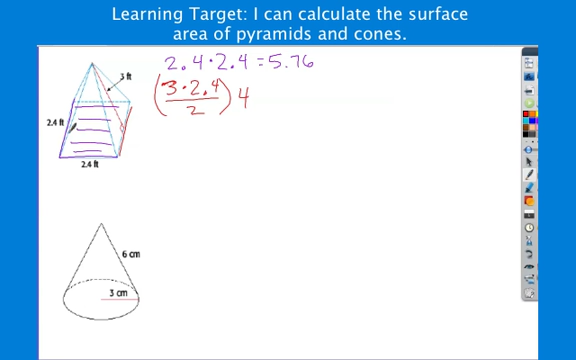 Learning Target: I can calculate the surface
area of pyramids and cones.
2.4 · 2.4 = 5.76
3 ft
(3 · 2.4 / 2) 4
2.4 ft
2.4 ft
6 cm
3 cm